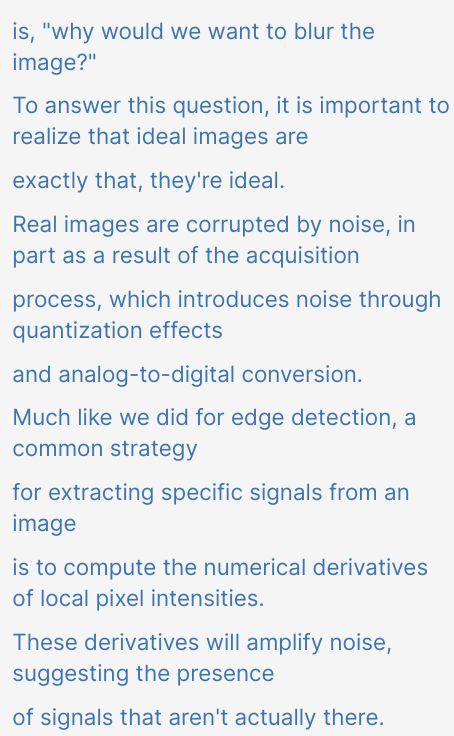 is, "why would we want to blur the
image?"
To answer this question, it is important to
realize that ideal images are
exactly that, they're ideal.
Real images are corrupted by noise, in
part as a result of the acquisition
process, which introduces noise through
quantization effects
and analog-to-digital conversion.
Much like we did for edge detection, a
common strategy
for extracting specific signals from an
image
is to compute the numerical derivatives
of local pixel intensities.
These derivatives will amplify noise,
suggesting the presence
of signals that aren't actually there.